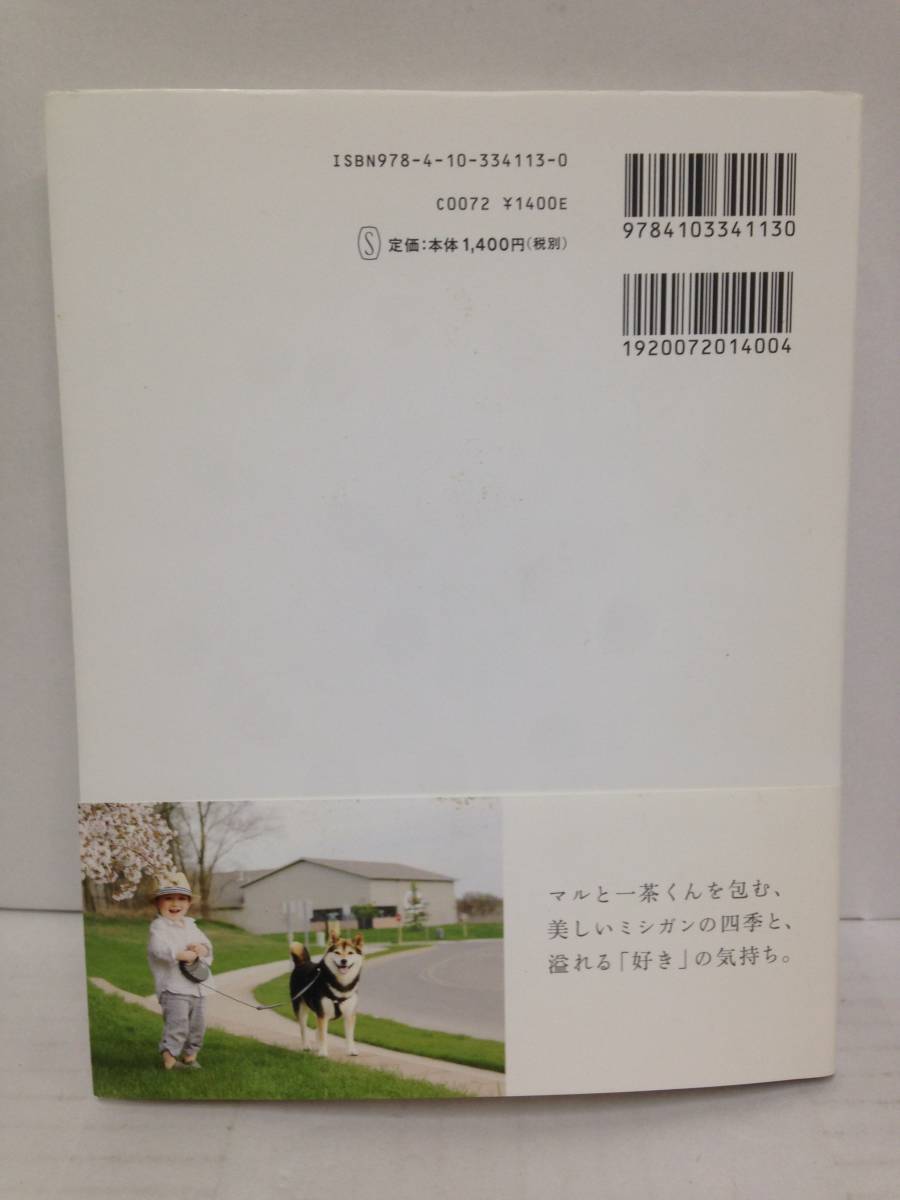 ISBN978-4-10-334113-0
C0072 ¥1400E
S 定価:本体1,400円(税別)
9784103341130
1920072014004
マルと一茶くんを包む、
美しいミシガンの四季と、
溢れる「好き」の気持ち。